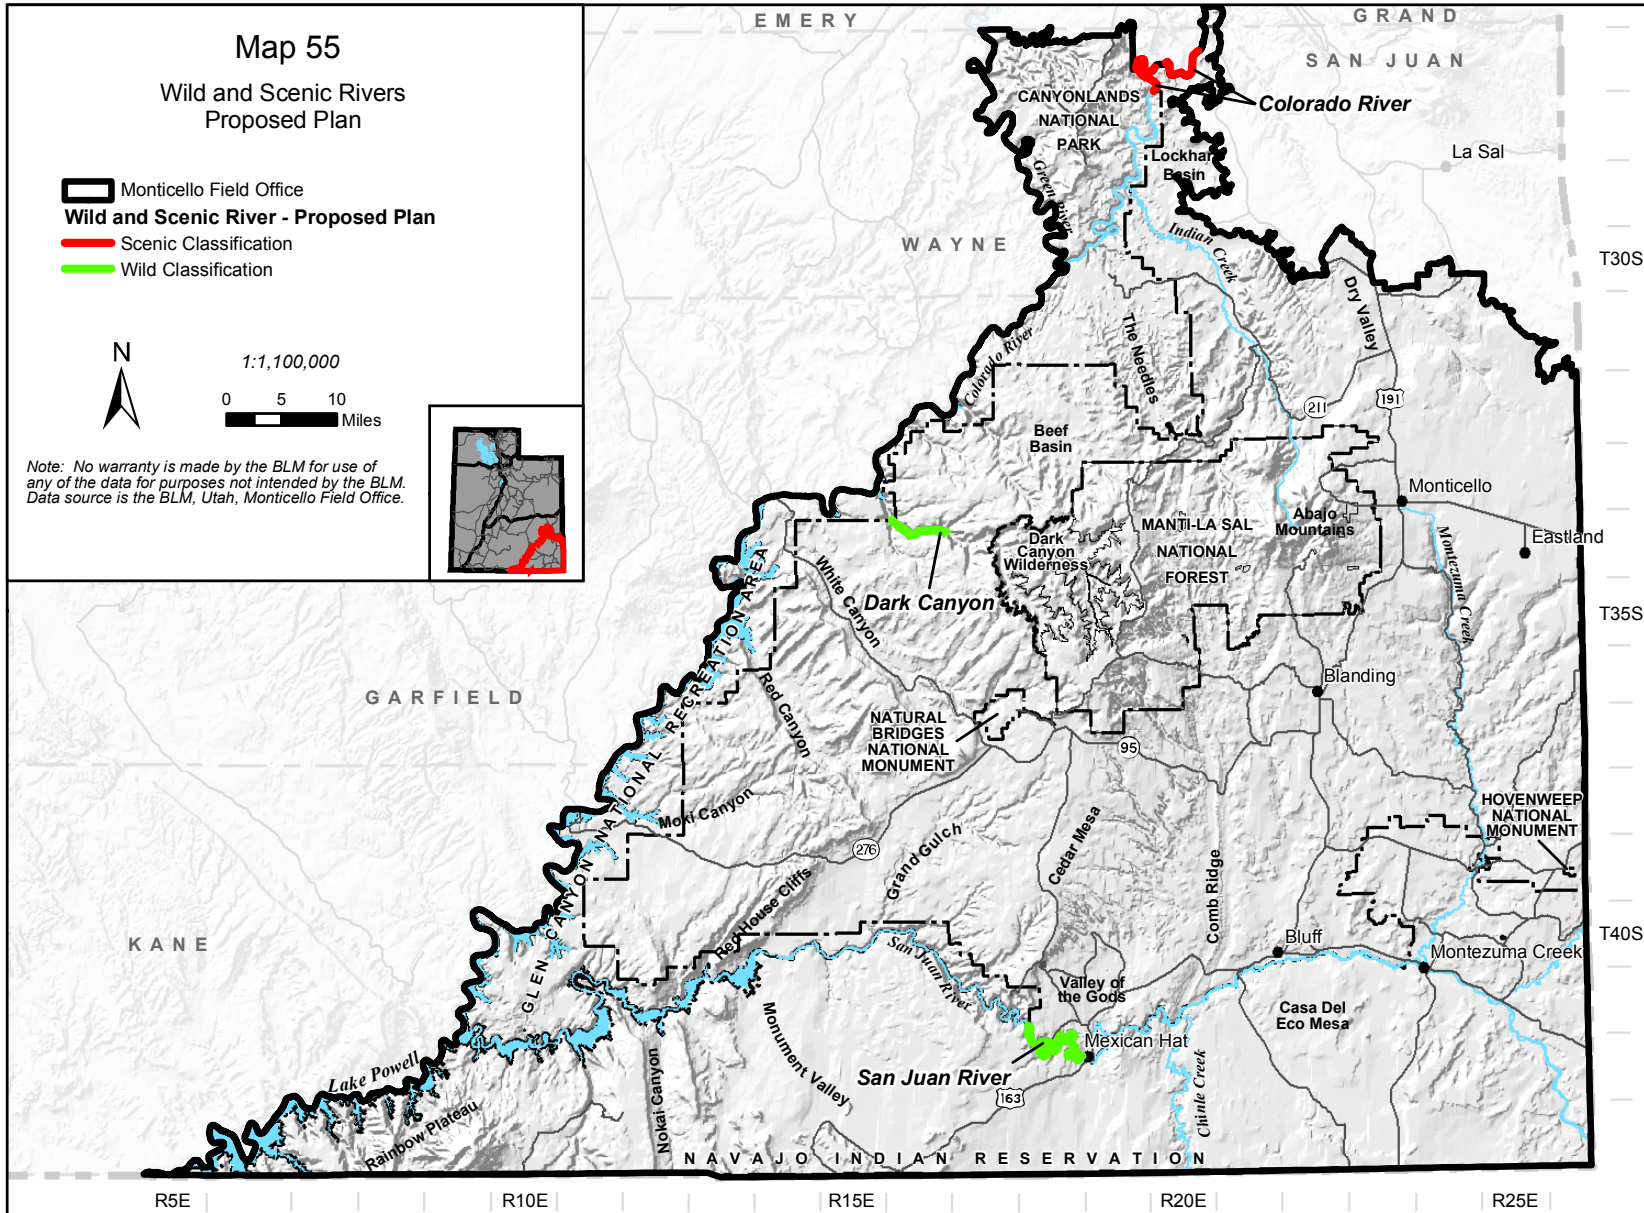 Map 55
Wild and Scenic Rivers
Proposed Plan
Monticello Field Office
Wild and Scenic River - Proposed Plan
Scenic Classification
Wild Classification
N
1:1,100,000
0 5 10
Miles
Note: No warranty is made by the BLM for use of
any of the data for purposes not intended by the BLM.
Data source is the BLM, Utah, Monticello Field Office.
EMERY
GRAND
SAN JUAN
CANYONLANDS
NATIONAL
PARK
Colorado River
La Sal
Lockhar
Basin
Green River
WAYNE
Indian Creek
T30S
Dry Valley
The Needles
Colorado River
191
211
Beef
Basin
Monticello
Abajo
Mountains
MANTI-LA SAL
NATIONAL
FOREST
Dark
Canyon
Wilderness
Eastland
Montezuma Creek
White Canyon
Dark Canyon
T35S
GARFIELD
Red Canyon
Blanding
NATURAL
BRIDGES
NATIONAL
MONUMENT
95
GLEN CANYON NATIONAL RECREATION AREA
Moki Canyon
HOVENWEEP
NATIONAL
MONUMENT
276
Grand Gulch
Cedar Mesa
Comb Ridge
Red House Cliffs
KANE
T40S
Bluff
Montezuma Creek
San Juan River
Valley of
the Gods
Casa Del
Eco Mesa
Monument Valley
Mexican Hat
San Juan River
163
Chinle Creek
Lake Powell
Rainbow Plateau
Nokai Canyon
NAVAJO INDIAN RESERVATION
R5E R10E R15E R20E R25E